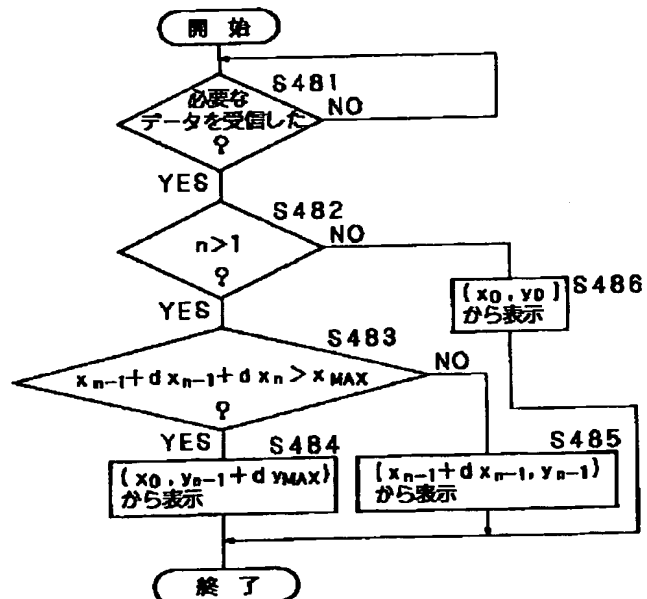 開始
S481
必要な
データを受信した
?
NO
YES
S482
n>1
?
NO
YES
S486
(x0, y0)
から表示
S483
xn-1+dxn-1+dxn>xMAX
?
NO
YES
S484
(x0, yn-1+dyMAX)
から表示
S485
(xn-1+dxn-1, yn-1)
から表示
終了